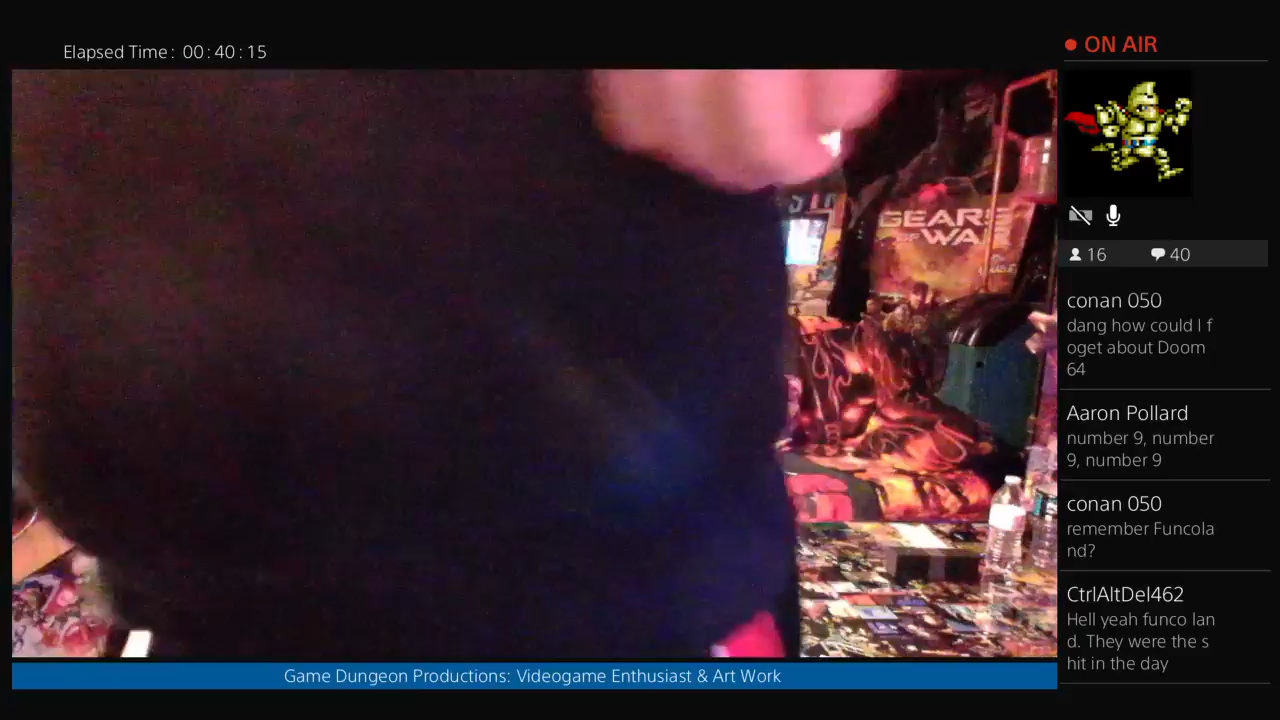 Elapsed Time: 00:40:15
ON AIR
GEARS
OF WAR
16 40
conan 050
dang how could I f
oget about Doom
64
Aaron Pollard
number 9, number
9, number 9
conan 050
remember Funcola
nd?
CtrlAltDel462
Hell yeah funco lan
d. They were the s
hit in the day
Game Dungeon Productions: Videogame Enthusiast & Art Work